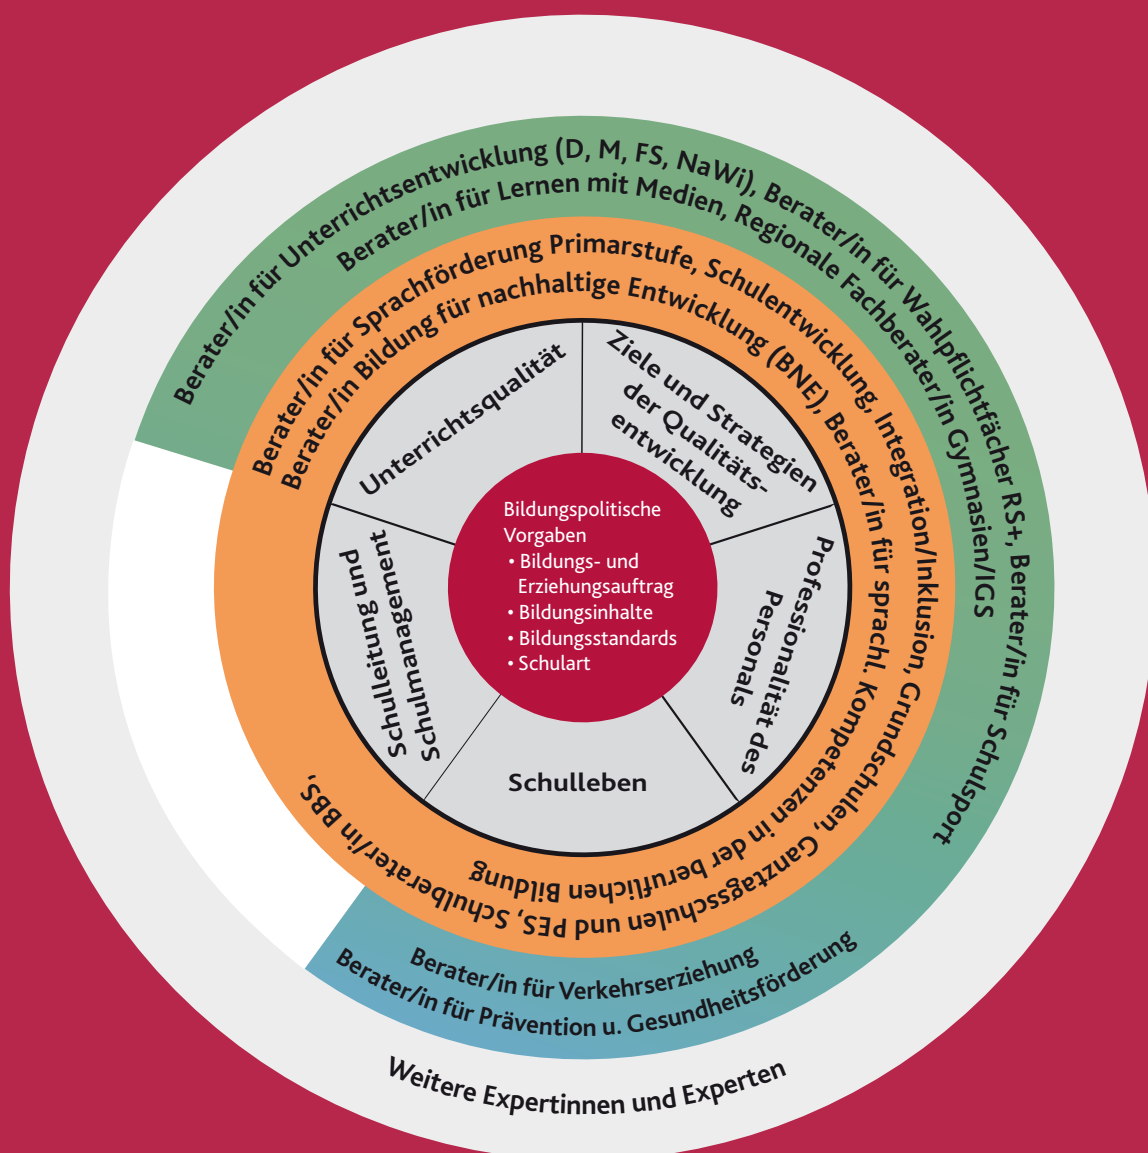 Berater/in für Unterrichtsentwicklung (D, M, FS, NaWi), Berater/in für Wahlpflichtfächer RS+, Berater/in für Schulsport
Berater/in für Lernen mit Medien, Regionale Fachberater/in Gymnasien/IGS
Berater/in für Sprachförderung Primarstufe, Schulentwicklung, Integration/Inklusion, Grundschulen, Ganztagsschulen und PES, Schulberater/in BBS,
Berater/in Bildung für nachhaltige Entwicklung (BNE), Berater/in für sprachl. Kompetenzen in der beruflichen Bildung
Unterrichtsqualität
Ziele und Strategien
der Qualitäts-
entwicklung
Professionalität des
Personals
Schulleben
Schulleitung und
Schulmanagement
Bildungspolitische
Vorgaben
• Bildungs- und
Erziehungsauftrag
• Bildungsinhalte
• Bildungsstandards
• Schulart
Berater/in für Verkehrserziehung
Berater/in für Prävention u. Gesundheitsförderung
Weitere Expertinnen und Experten